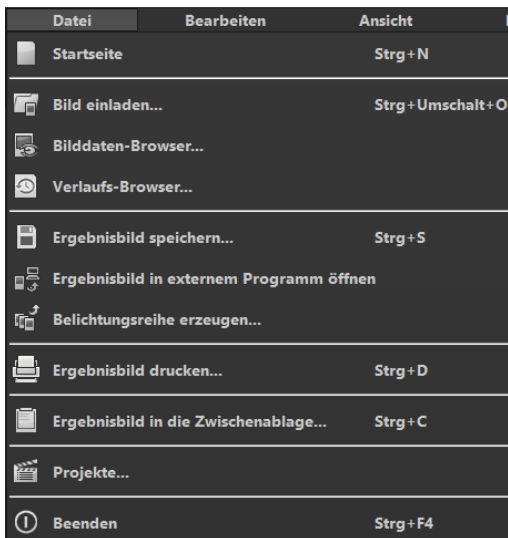 Datei Bearbeiten Ansicht
Startseite Strg+N
Bild einladen... Strg+Umschalt+O
Bilddaten-Browser...
Verlaufs-Browser...
Ergebnisbild speichern... Strg+S
Ergebnisbild in externem Programm öffnen
Belichtungsreihe erzeugen...
Ergebnisbild drucken... Strg+D
Ergebnisbild in die Zwischenablage... Strg+C
Projekte...
Beenden Strg+F4